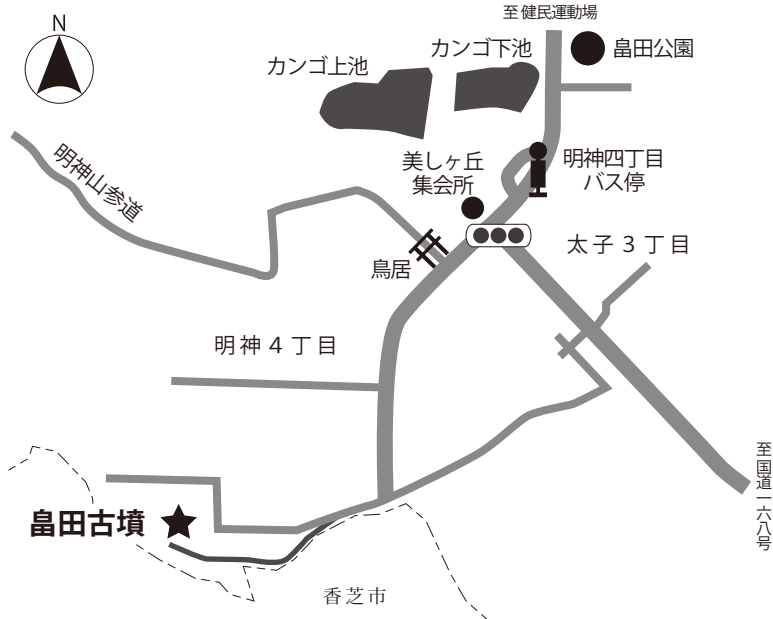 至健民運動場
N
畠田公園
カンゴ下池
カンゴ上池
明神山参道
美しヶ丘
集会所
明神四丁目
バス停
太子３丁目
鳥居
明神４丁目
至国道一六八号
畠田古墳
香芝市